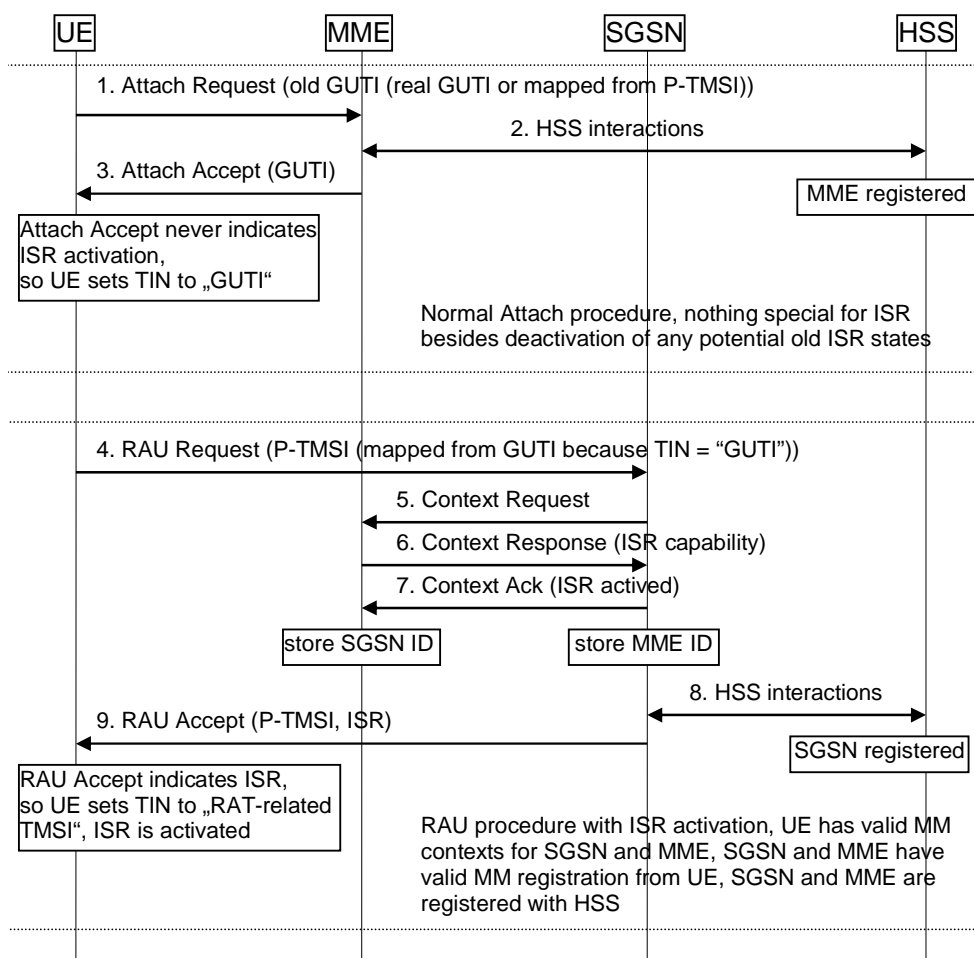 UE MME SGSN HSS
1. Attach Request (old GUTI (real GUTI or mapped from P-TMSI))
2. HSS interactions
3. Attach Accept (GUTI)
MME registered
Attach Accept never indicates
ISR activation,
so UE sets TIN to „GUTI“
Normal Attach procedure, nothing special for ISR
besides deactivation of any potential old ISR states
4. RAU Request (P-TMSI (mapped from GUTI because TIN = “GUTI”))
5. Context Request
6. Context Response (ISR capability)
7. Context Ack (ISR actived)
store SGSN ID
store MME ID
8. HSS interactions
9. RAU Accept (P-TMSI, ISR)
SGSN registered
RAU Accept indicates ISR,
so UE sets TIN to „RAT-related
TMSI“, ISR is activated
RAU procedure with ISR activation, UE has valid MM
contexts for SGSN and MME, SGSN and MME have
valid MM registration from UE, SGSN and MME are
registered with HSS